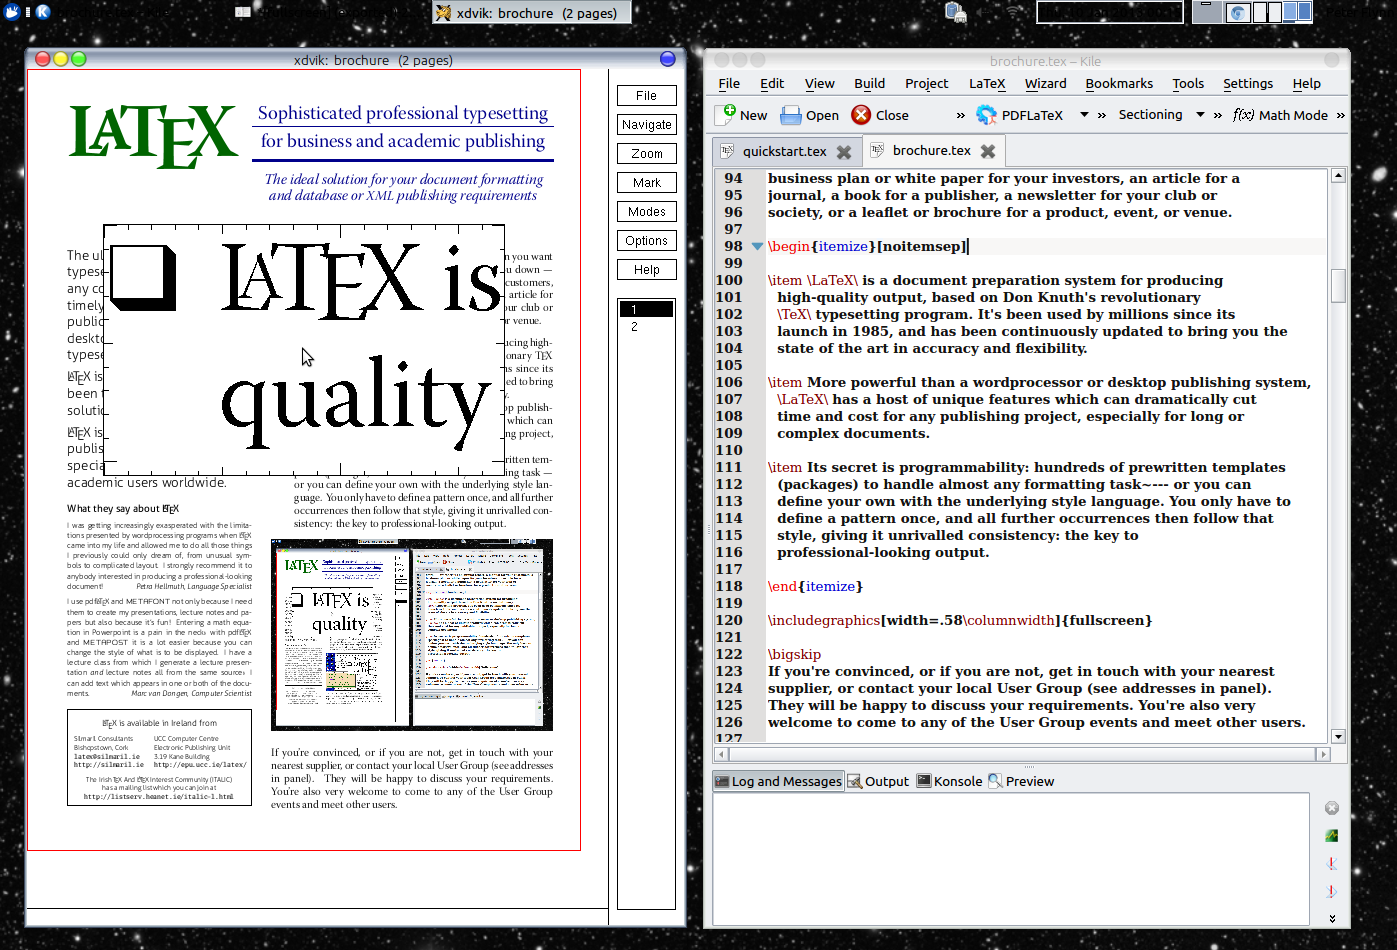 xdvik: brochure (2 pages)
xdvik: brochure (2 pages)
LATEX
Sophisticated professional typesetting
for business and academic publishing
The ideal solution for your document formatting
and database or XML publishing requirements
LATEX is
quality
The ul
typese
any co
timely
public
deskto
typese
LATEX is
been t
soluti
LATEX is
publis
specia
academic users worldwide.
n you want
u down —
customers,
article for
our club or
r venue.
ucing high-
onary TEX
ns since its
ed to bring
y.
op publish-
which can
ng project,
ritten tem-
ing task —
or you can define your own with the underlying style lan-
guage. You only have to define a pattern once, and all further
occurrences then follow that style, giving it unrivalled con-
sistency: the key to professional-looking output.
What they say about LATEX
I was getting increasingly exasperated with the limita-
tions presented by wordprocessing programs when LATEX
came into my life and allowed me to do all those things
I previously could only dream of, from unusual sym-
bols to complicated layout. I strongly recommend it to
anybody interested in producing a professional-looking
document! Petra Hellmuth, Language Specialist
I use pdfLATEX and METAFONT not only because I need
them to create my presentations, lecture notes and pa-
pers but also because it's fun! Entering a math equa-
tion in Powerpoint is a pain in the neck: with pdfLATEX
and METAPOST it is a lot easier because you can
change the style of what is to be displayed. I have a
lecture class from which I generate a lecture presen-
tation and lecture notes all from the same source: I
can add text which appears in one or both of the docu-
ments. Marc van Dongen, Computer Scientist
LATEX is available in Ireland from
Silmaril Consultants
Bishopstown, Cork
latex@silmaril.ie
http://silmaril.ie
UCC Computer Centre
Electronic Publishing Unit
3.19 Kane Building
http://epu.ucc.ie/latex/
The Irish TEX And LATEX Interest Community (ITALIC)
has a mailing list which you can join at
http://listserv.heanet.ie/italic-l.html
LATEX is
quality
If you're convinced, or if you are not, get in touch with your
nearest supplier, or contact your local User Group (see addresses
in panel). They will be happy to discuss your requirements.
You're also very welcome to come to any of the User Group
events and meet other users.
File
Navigate
Zoom
Mark
Modes
Options
Help
1
2
brochure.tex – Kile
File Edit View Build Project LaTeX Wizard Bookmarks Tools Settings Help
New Open Close » PDFLaTeX » Sectioning » f(x) Math Mode »
quickstart.tex brochure.tex
94 business plan or white paper for your investors, an article for a
95 journal, a book for a publisher, a newsletter for your club or
96 society, or a leaflet or brochure for a product, event, or venue.
97
98 \begin{itemize}[noitemsep]
99
100 \item \LaTeX\ is a document preparation system for producing
101 high-quality output, based on Don Knuth's revolutionary
102 \TeX\ typesetting program. It's been used by millions since its
103 launch in 1985, and has been continuously updated to bring you the
104 state of the art in accuracy and flexibility.
105
106 \item More powerful than a wordprocessor or desktop publishing system,
107 \LaTeX\ has a host of unique features which can dramatically cut
108 time and cost for any publishing project, especially for long or
109 complex documents.
110
111 \item Its secret is programmability: hundreds of prewritten templates
112 (packages) to handle almost any formatting task~--- or you can
113 define your own with the underlying style language. You only have to
114 define a pattern once, and all further occurrences then follow that
115 style, giving it unrivalled consistency: the key to
116 professional-looking output.
117
118 \end{itemize}
119
120 \includegraphics[width=.58\columnwidth]{fullscreen}
121
122 \bigskip
123 If you're convinced, or if you are not, get in touch with your nearest
124 supplier, or contact your local User Group (see addresses in panel).
125 They will be happy to discuss your requirements. You're also very
126 welcome to come to any of the User Group events and meet other users.
127
Log and Messages Output Konsole Preview